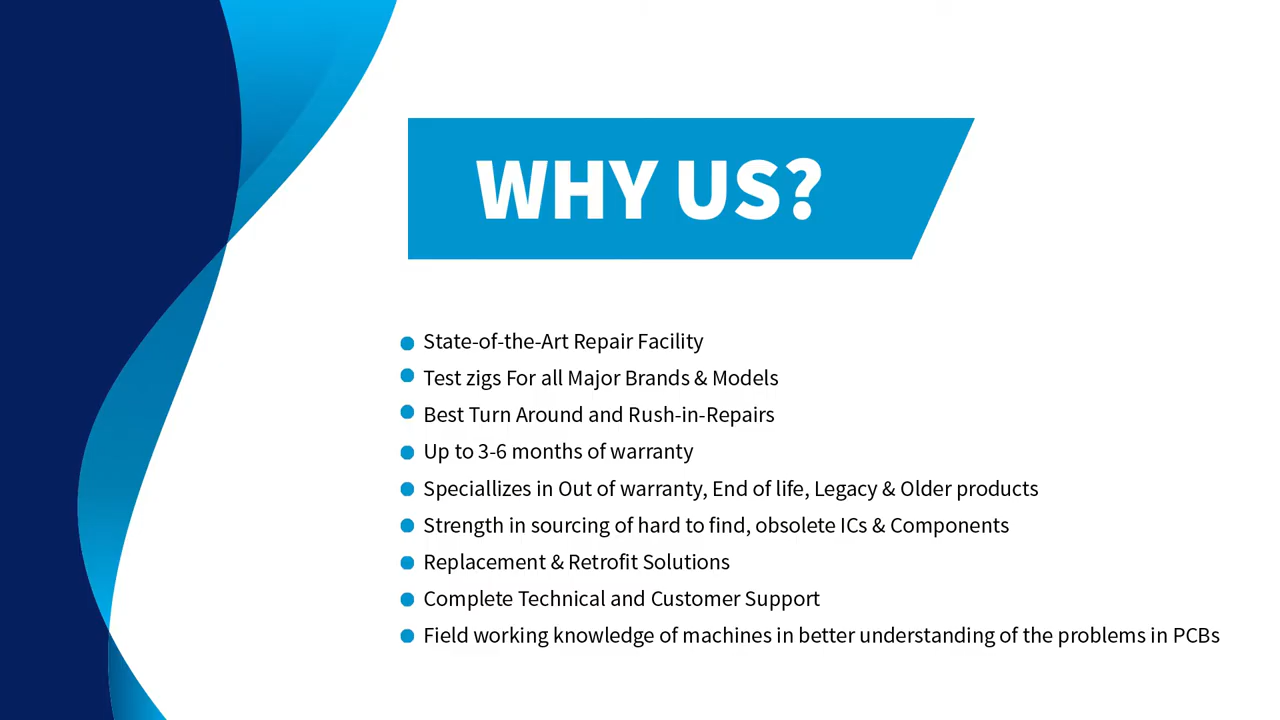 WHY US?
State-of-the-Art Repair Facility
Test zigs For all Major Brands & Models
Best Turn Around and Rush-in-Repairs
Up to 3-6 months of warranty
Speciallizes in Out of warranty, End of life, Legacy & Older products
Strength in sourcing of hard to find, obsolete ICs & Components
Replacement & Retrofit Solutions
Complete Technical and Customer Support
Field working knowledge of machines in better understanding of the problems in PCBs